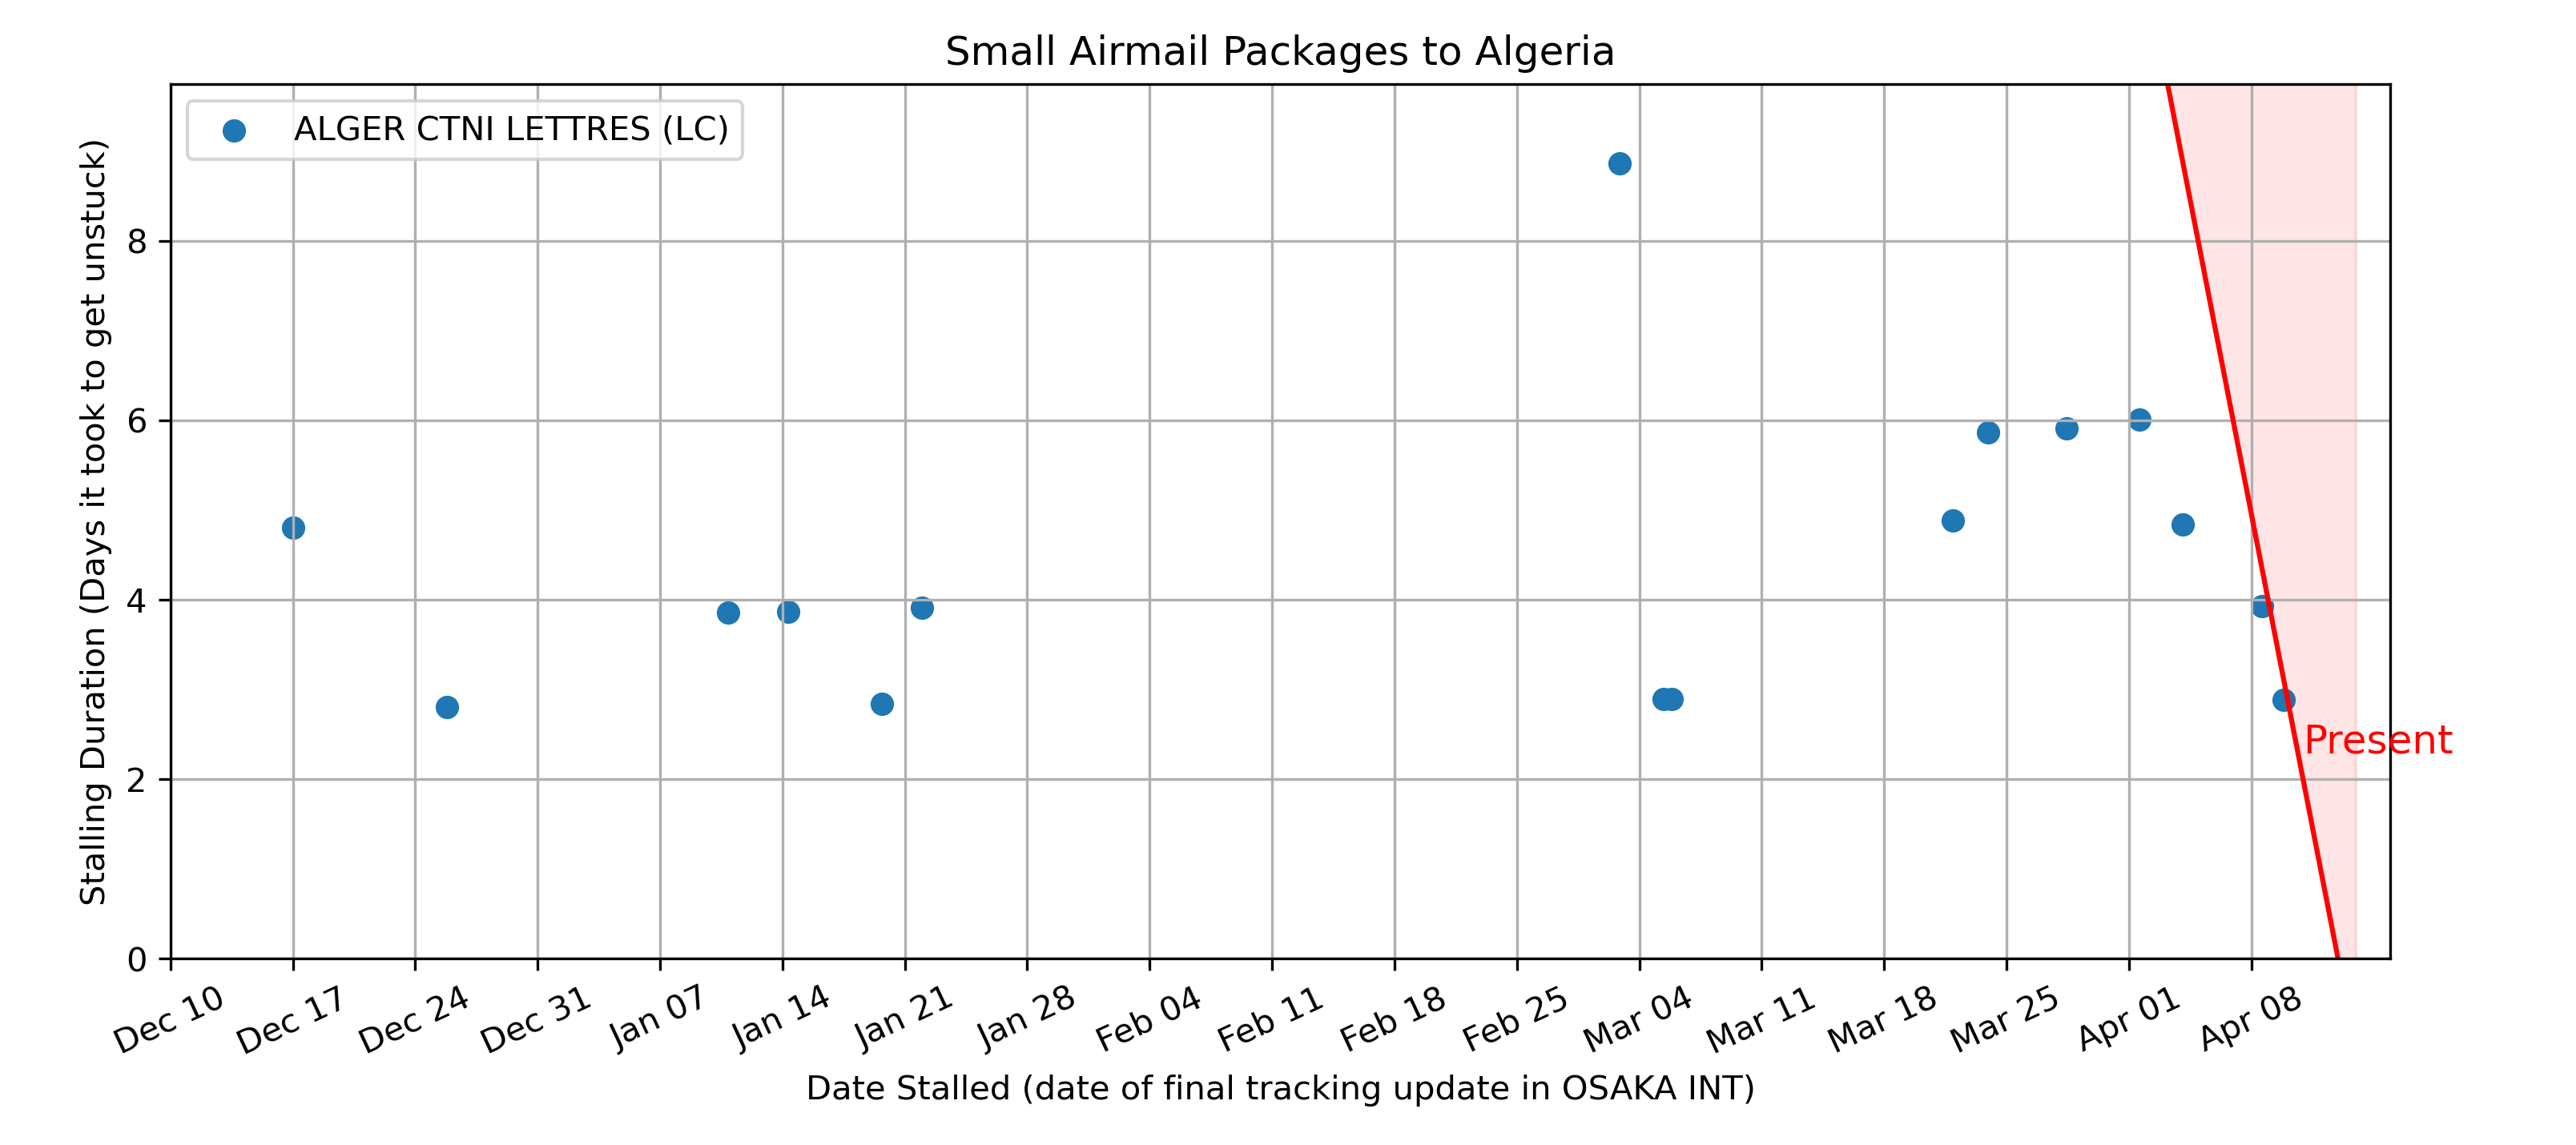 Small Airmail Packages to Algeria
ALGER CTNI LETTRES (LC)
Stalling Duration (Days it took to get unstuck)
8
6
4
2
0
Present
Dec 10
Dec 17
Dec 24
Dec 31
Jan 07
Jan 14
Jan 21
Jan 28
Feb 04
Feb 11
Feb 18
Feb 25
Mar 04
Mar 11
Mar 18
Mar 25
Apr 01
Apr 08
Date Stalled (date of final tracking update in OSAKA INT)